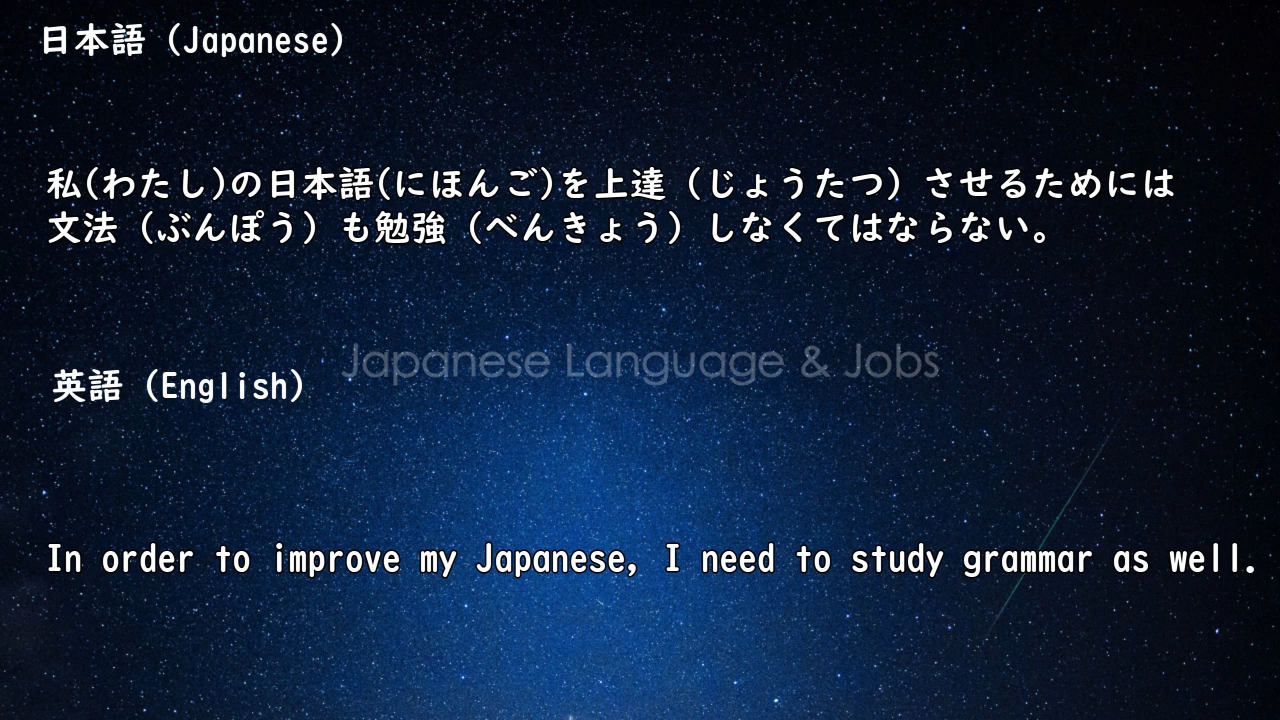 日本語（Japanese）
私(わたし)の日本語(にほんご)を上達（じょうたつ）させるためには
文法（ぶんぽう）も勉強（べんきょう）しなくてはならない。
Japanese Language & Jobs
英語（English）
In order to improve my Japanese, I need to study grammar as well.